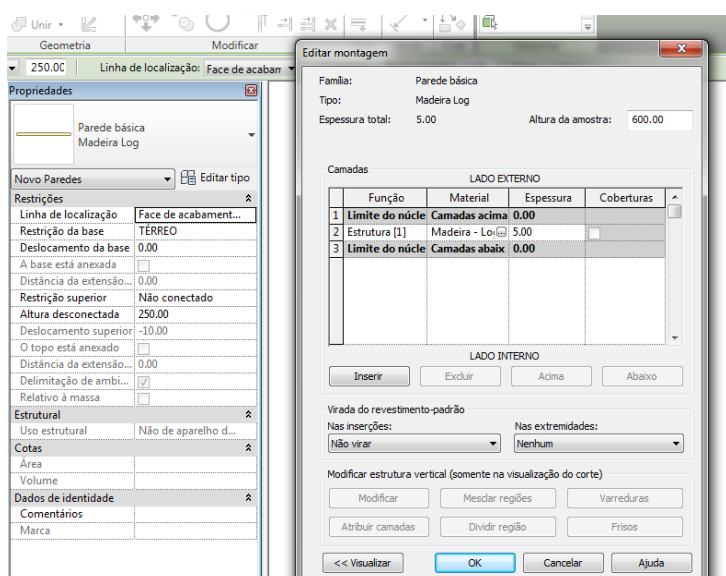 Unir
Geometria
Modificar
250.00
Linha de localização:
Face de acaban
Propriedades
Parede básica
Madeira Log
Novo Paredes
Editar tipo
Restrições
Linha de localização Face de acabament...
Restrição da base TÉRREO
Deslocamento da base 0.00
A base está anexada
Distância da extensão... 0.00
Restrição superior Não conectado
Altura desconectada 250.00
Deslocamento superior -10.00
O topo está anexado
Distância da extensão... 0.00
Delimitação de ambi...
Relativo à massa
Estrutural
Uso estrutural Não de aparelho d...
Cotas
Área
Volume
Dados de identidade
Comentários
Marca
Editar montagem
Família: Parede básica
Tipo: Madeira Log
Espessura total: 5.00 Altura da amostra: 600.00
Camadas
LADO EXTERNO
Função Material Espessura Coberturas
1 Limite do núcle Camadas acima 0.00
2 Estrutura [1] Madeira - Lo ... 5.00
3 Limite do núcle Camadas abaix 0.00
LADO INTERNO
Inserir Excluir Acima Abaixo
Virada do revestimento-padrão
Nas inserções: Nas extremidades:
Não virar Nenhum
Modificar estrutura vertical (somente na visualização do corte)
Modificar Mesclar regiões Varreduras
Atribuir camadas Dividir região Frisos
<< Visualizar OK Cancelar Ajuda